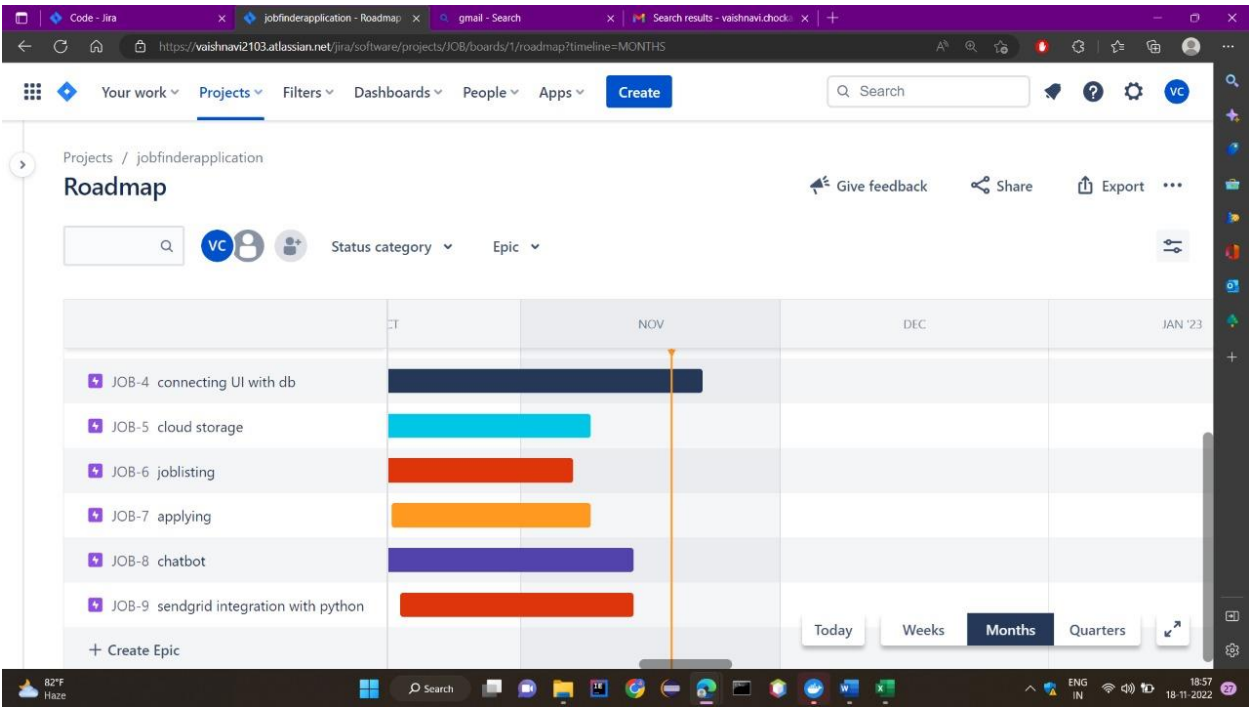 Code - Jira
jobfinderapplication - Roadmap
gmail - Search
Search results - vaishnavi.chocka
https://vaishnavi2103.atlassian.net/jira/software/projects/JOB/boards/1/roadmap?timeline=MONTHS
Your work Projects Filters Dashboards People Apps Create Search VC
Projects / jobfinderapplication
Roadmap
Give feedback Share Export
VC Status category Epic
CT NOV DEC JAN '23
JOB-4 connecting UI with db
JOB-5 cloud storage
JOB-6 joblisting
JOB-7 applying
JOB-8 chatbot
JOB-9 sendgrid integration with python
Today Weeks Months Quarters
+ Create Epic
82°F
Haze
Search
ENG
IN
18:57
18-11-2022
27